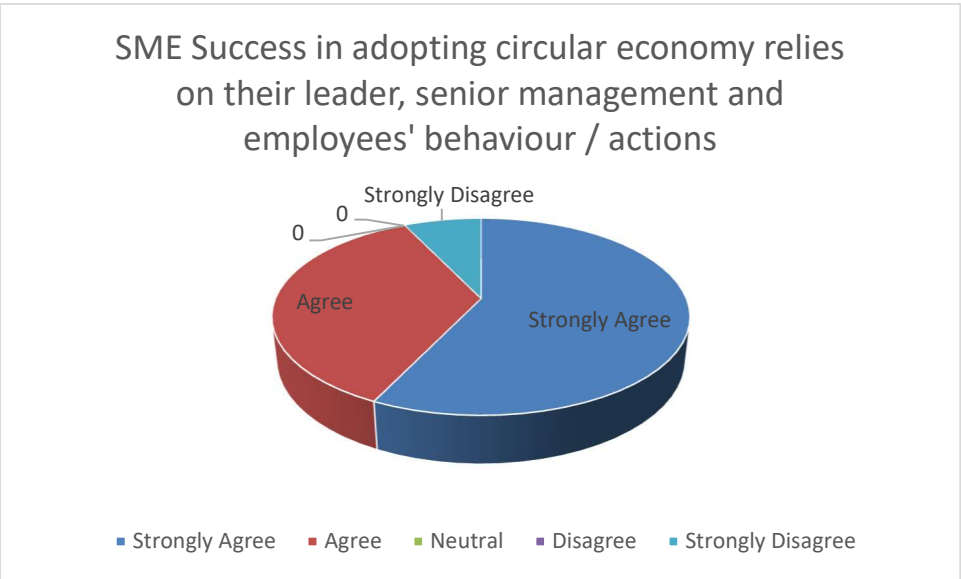 SME Success in adopting circular economy relies
on their leader, senior management and
employees' behaviour / actions
Strongly Disagree
0
0
Agree
Strongly Agree
Strongly Agree Agree Neutral Disagree Strongly Disagree